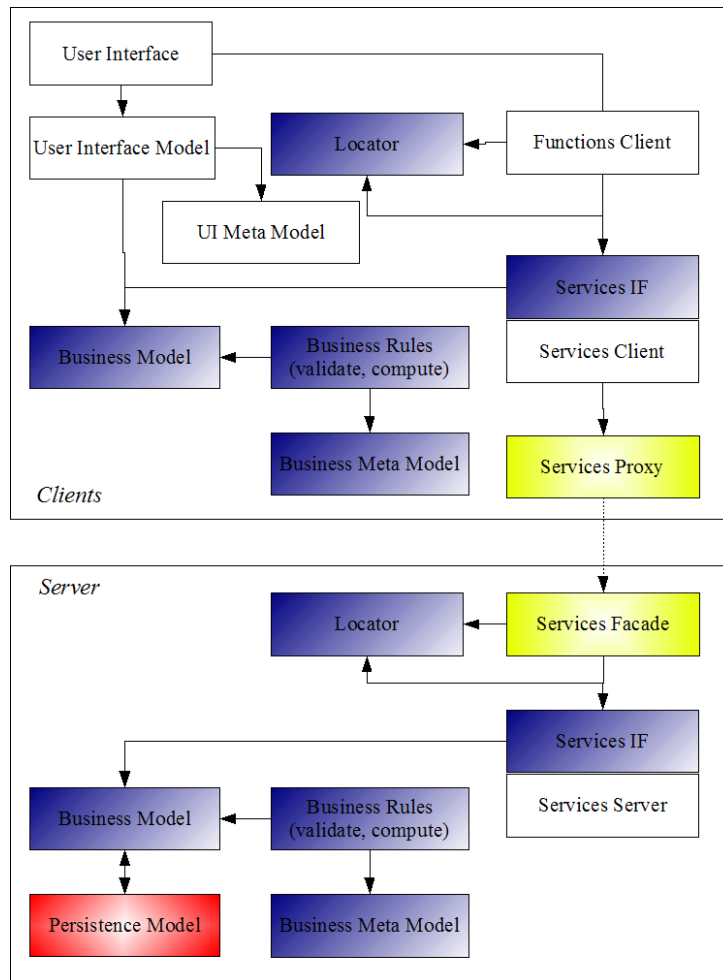 User Interface
User Interface Model
Locator
Functions Client
UI Meta Model
Services IF
Business Model
Business Rules
(validate, compute)
Services Client
Business Meta Model
Services Proxy
Clients
Server
Locator
Services Facade
Services IF
Business Model
Business Rules
(validate, compute)
Services Server
Persistence Model
Business Meta Model